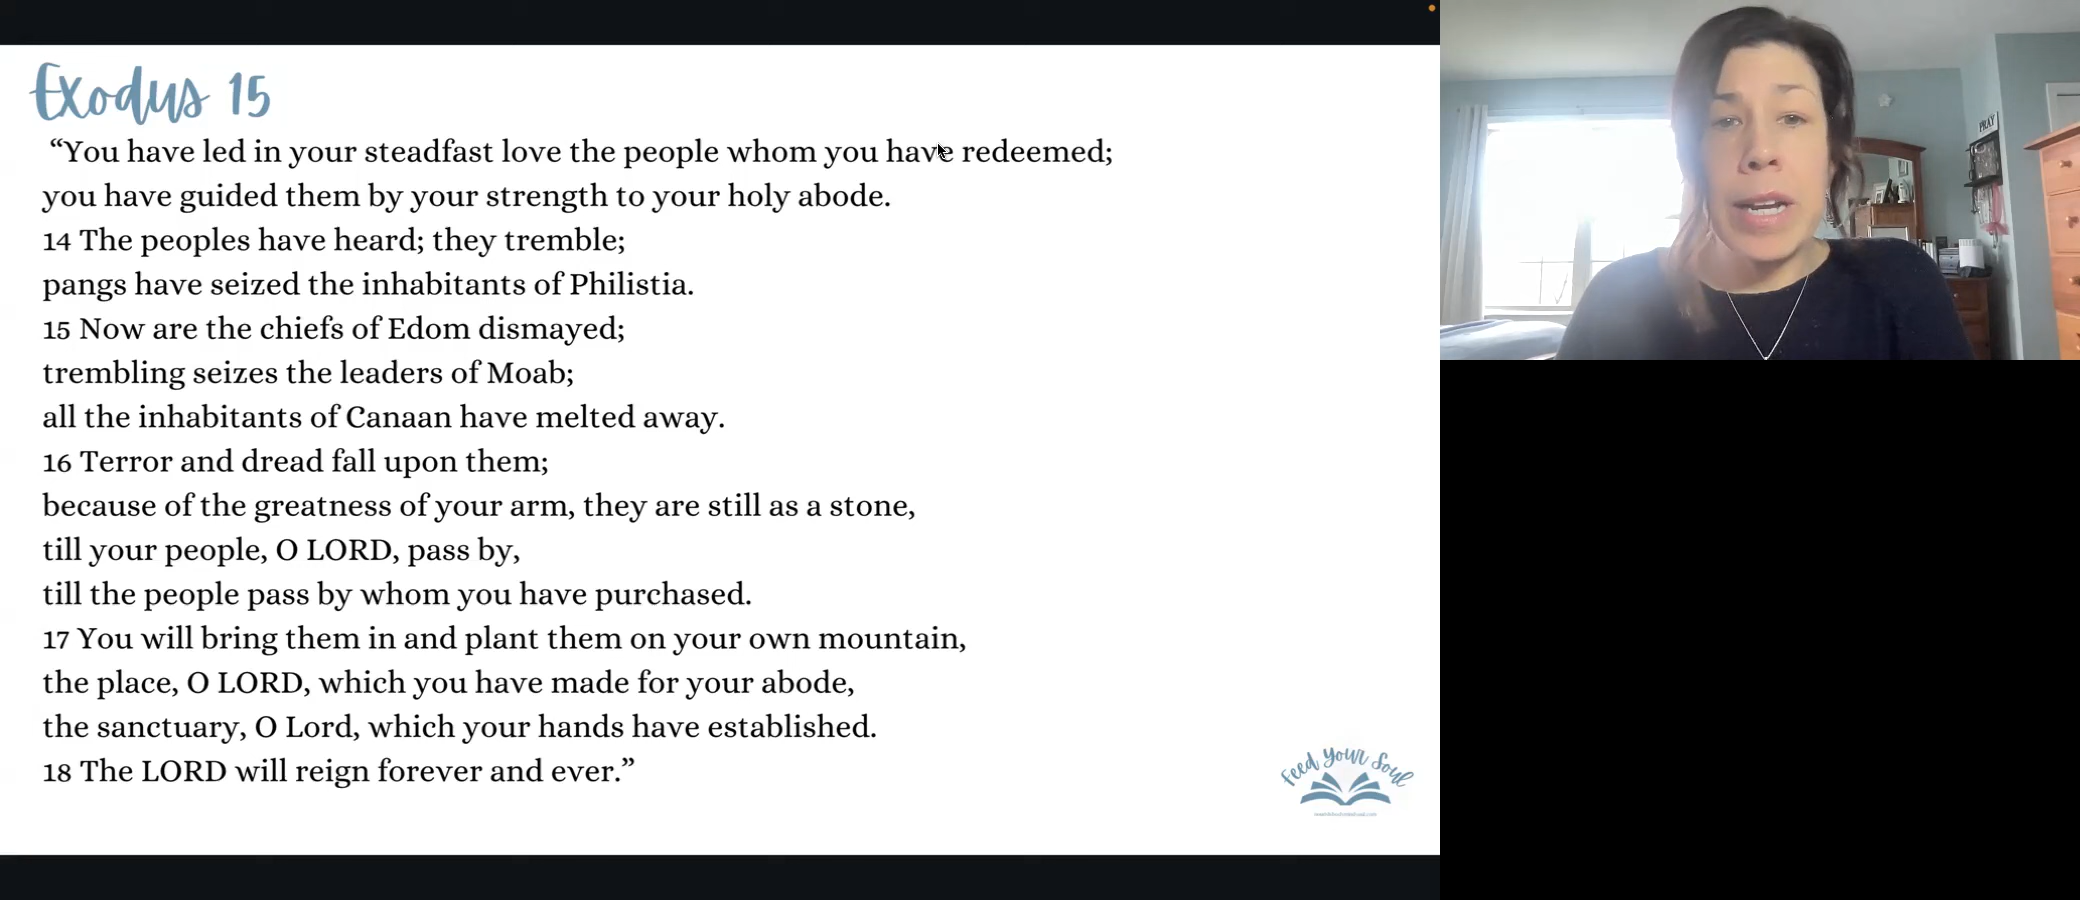 Exodus 15
“You have led in your steadfast love the people whom you have redeemed;
you have guided them by your strength to your holy abode.
14 The peoples have heard; they tremble;
pangs have seized the inhabitants of Philistia.
15 Now are the chiefs of Edom dismayed;
trembling seizes the leaders of Moab;
all the inhabitants of Canaan have melted away.
16 Terror and dread fall upon them;
because of the greatness of your arm, they are still as a stone,
till your people, O LORD, pass by,
till the people pass by whom you have purchased.
17 You will bring them in and plant them on your own mountain,
the place, O LORD, which you have made for your abode,
the sanctuary, O Lord, which your hands have established.
18 The LORD will reign forever and ever.”
Feed Your Soul
PRAY